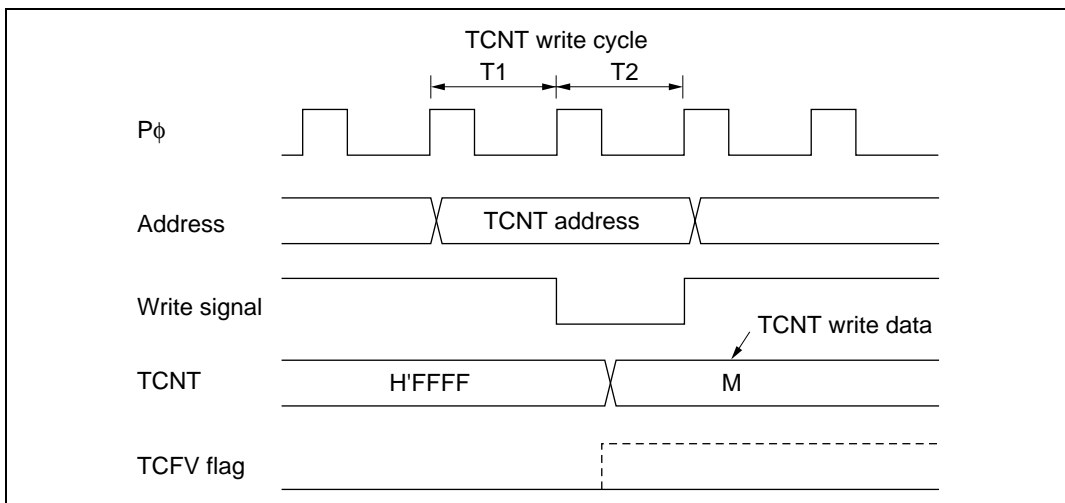 TCNT write cycle
T1 T2
Pϕ
Address TCNT address
Write signal
TCNT write data
TCNT H'FFFF M
TCFV flag